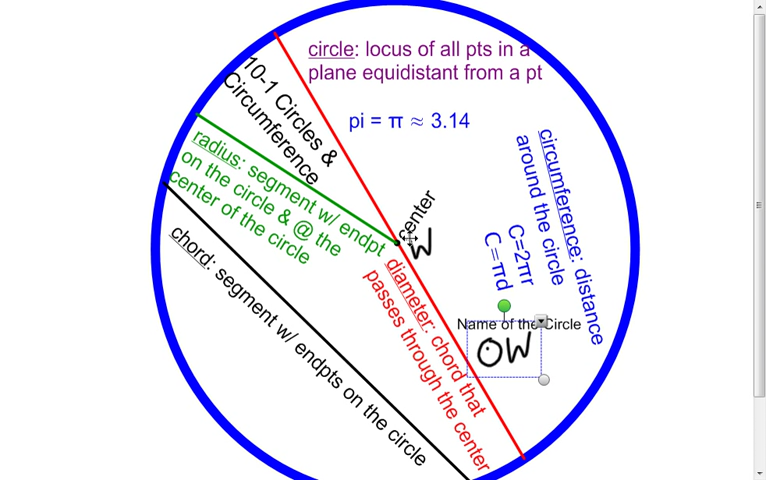 circle: locus of all pts in a
plane equidistant from a pt
pi = π ≈ 3.14
10-1 Circles &
Circumference
radius: segment w/ endpt
on the circle & @ the
center of the circle
center
W
circumference: distance
around the circle
C=2πr
C=πd
chord: segment w/ endpts on the circle
diameter: chord that
passes through the center
Name of the Circle
⊙W